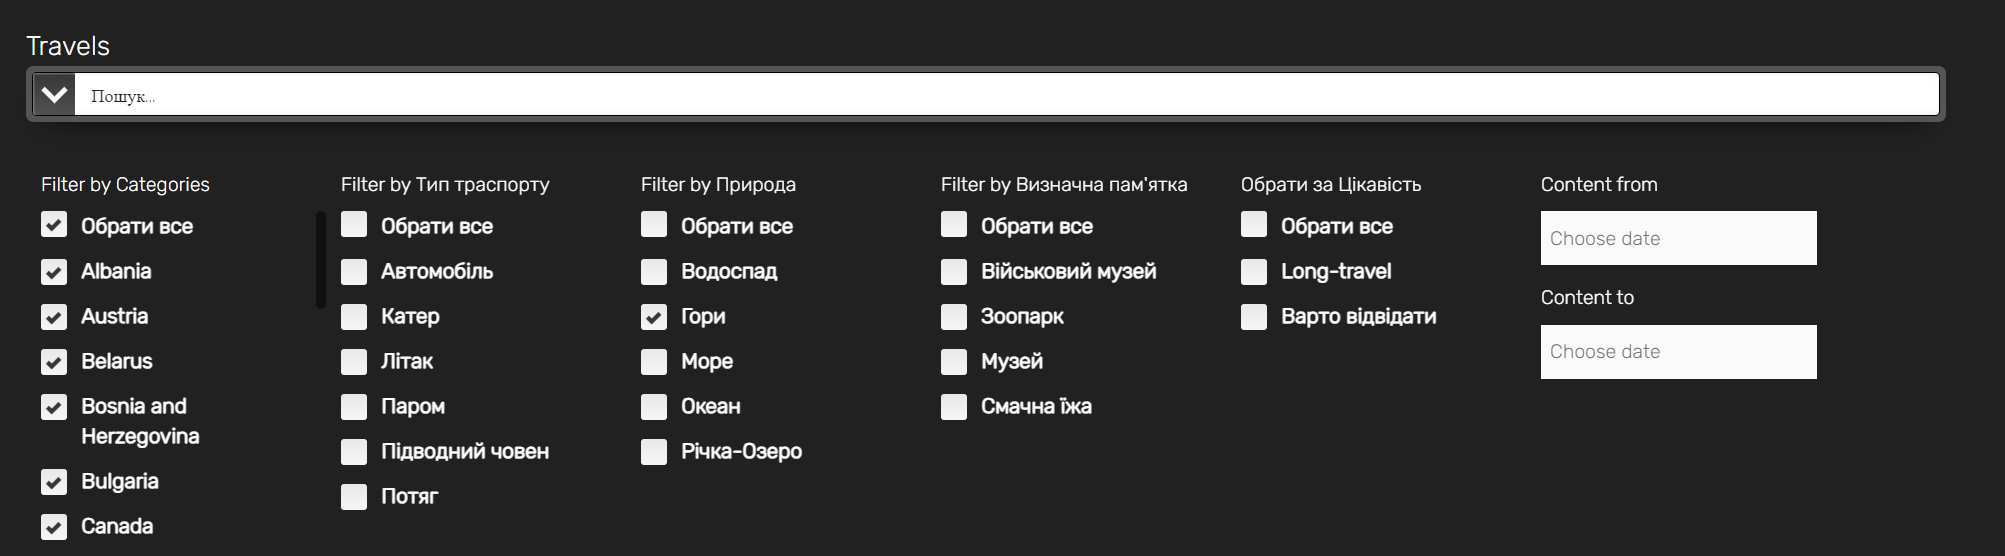 Travels
Пошук...
Filter by Categories
Обрати все
Albania
Austria
Belarus
Bosnia and
Herzegovina
Bulgaria
Canada
Filter by Тип траспорту
Обрати все
Автомобіль
Катер
Літак
Паром
Підводний човен
Потяг
Filter by Природа
Обрати все
Водоспад
Гори
Море
Океан
Річка-Озеро
Filter by Визначна пам'ятка
Обрати все
Військовий музей
Зоопарк
Музей
Смачна їжа
Обрати за Цікавість
Обрати все
Long-travel
Варто відвідати
Content from
Choose date
Content to
Choose date